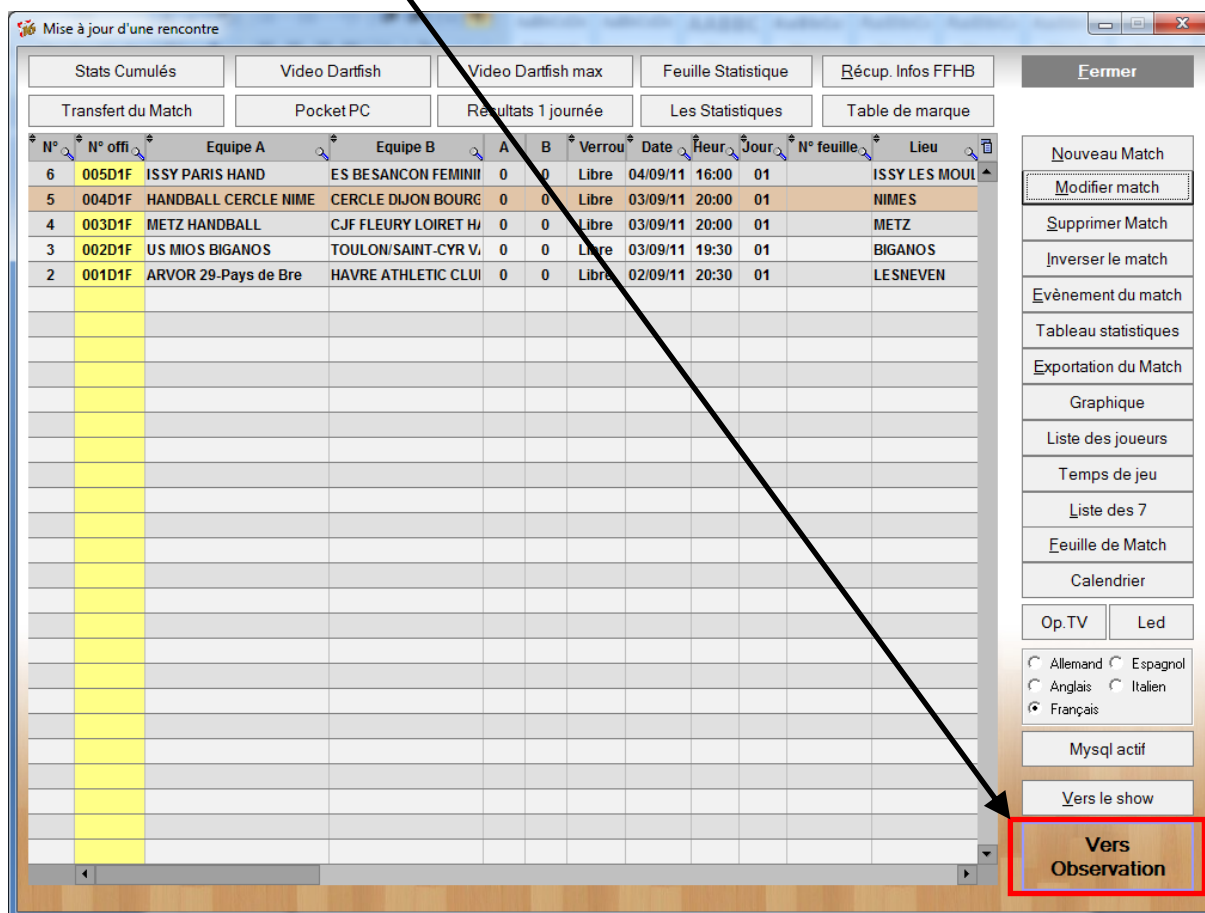 Mise à jour d'une rencontre
Stats Cumulés Video Dartfish Video Dartfish max Feuille Statistique Récup. Infos FFHB Fermer
Transfert du Match Pocket PC Résultats 1 journée Les Statistiques Table de marque
N° N° offi Equipe A Equipe B A B Verrou Date Heur Jour N° feuille Lieu
6 005D1F ISSY PARIS HAND ES BESANCON FEMININ 0 0 Libre 04/09/11 16:00 01 ISSY LES MOUL
5 004D1F HANDBALL CERCLE NIME CERCLE DIJON BOURG 0 0 Libre 03/09/11 20:00 01 NIMES
4 003D1F METZ HANDBALL CJF FLEURY LOIRET HA 0 0 Libre 03/09/11 20:00 01 METZ
3 002D1F US MIOS BIGANOS TOULON/SAINT-CYR VA 0 0 Libre 03/09/11 19:30 01 BIGANOS
2 001D1F ARVOR 29-Pays de Bre HAVRE ATHLETIC CLUI 0 0 Libre 02/09/11 20:30 01 LESNEVEN
Nouveau Match
Modifier match
Supprimer Match
Inverser le match
Evènement du match
Tableau statistiques
Exportation du Match
Graphique
Liste des joueurs
Temps de jeu
Liste des 7
Feuille de Match
Calendrier
Op.TV Led
Allemand Espagnol
Anglais Italien
Français
Mysql actif
Vers le show
Vers
Observation